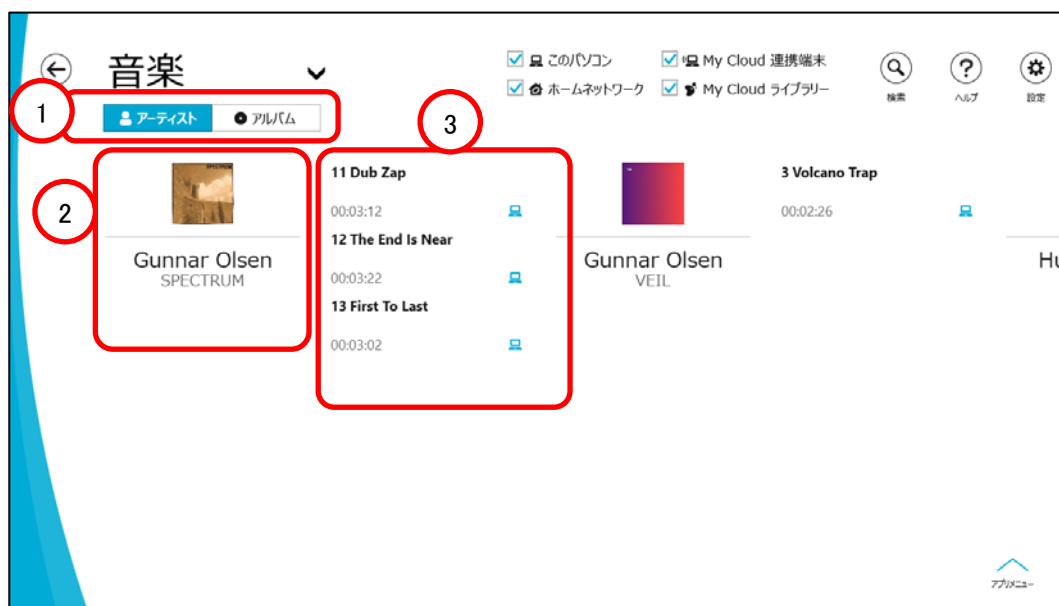 音楽
このパソコン
My Cloud 連携端末
ホームネットワーク
My Cloud ライブラリー
検索
ヘルプ
設定
1
アーティスト
アルバム
2
SPECTRUM
Gunnar Olsen
SPECTRUM
3
11 Dub Zap
00:03:12
12 The End Is Near
00:03:22
13 First To Last
00:03:02
Gunnar Olsen
VEIL
3 Volcano Trap
00:02:26
Hu
アプリメニュー